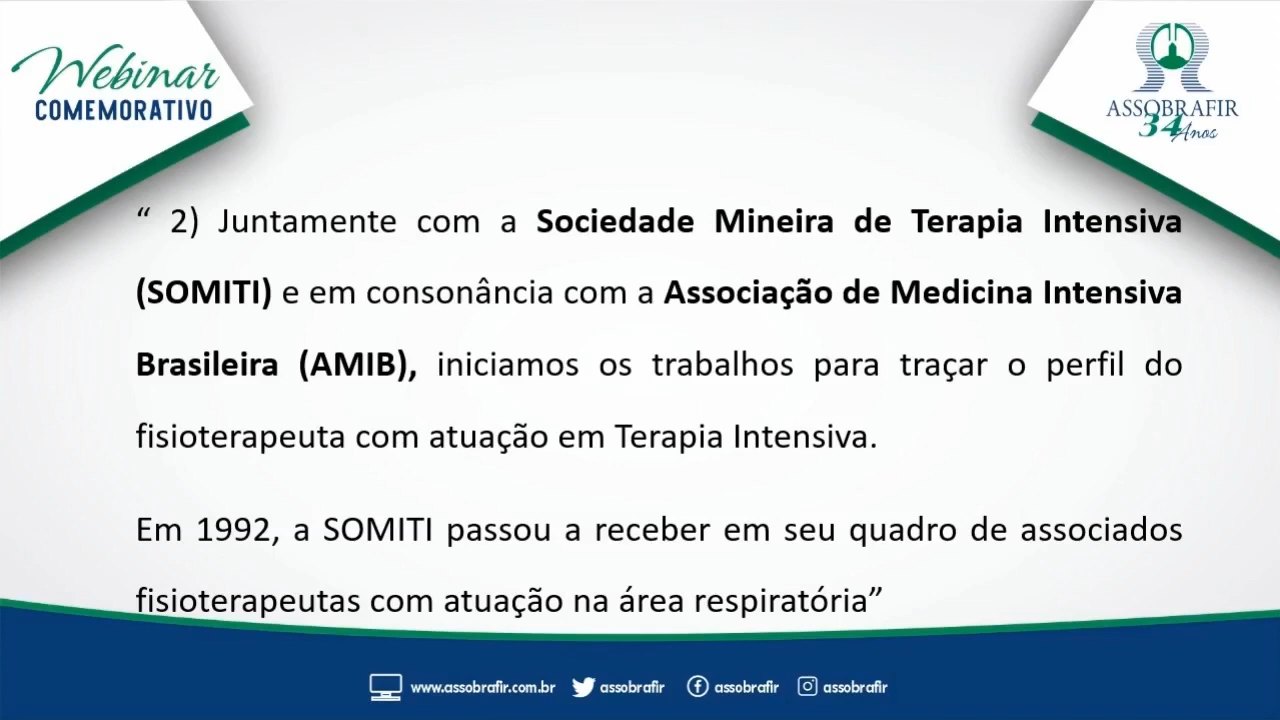 Webinar
COMEMORATIVO
ASSOBRAFIR
34 Anos
“ 2) Juntamente com a Sociedade Mineira de Terapia Intensiva
(SOMITI) e em consonância com a Associação de Medicina Intensiva
Brasileira (AMIB), iniciamos os trabalhos para traçar o perfil do
fisioterapeuta com atuação em Terapia Intensiva.
Em 1992, a SOMITI passou a receber em seu quadro de associados
fisioterapeutas com atuação na área respiratória”
www.assobrafir.com.br assobrafir assobrafir assobrafir